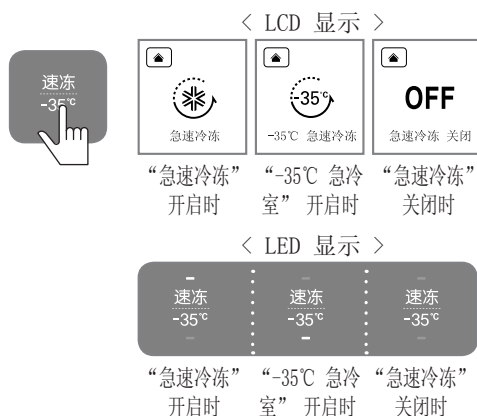 < LCD 显示 >
速冻
-35℃
急速冷冻
-35℃
-35℃ 急速冷冻
OFF
急速冷冻 关闭
“急速冷冻”
开启时
“-35℃ 急冷
室” 开启时
“急速冷冻”
关闭时
< LED 显示 >
速冻
-35℃
速冻
-35℃
速冻
-35℃
“急速冷冻”
开启时
“-35℃ 急冷
室” 开启时
“急速冷冻”
关闭时